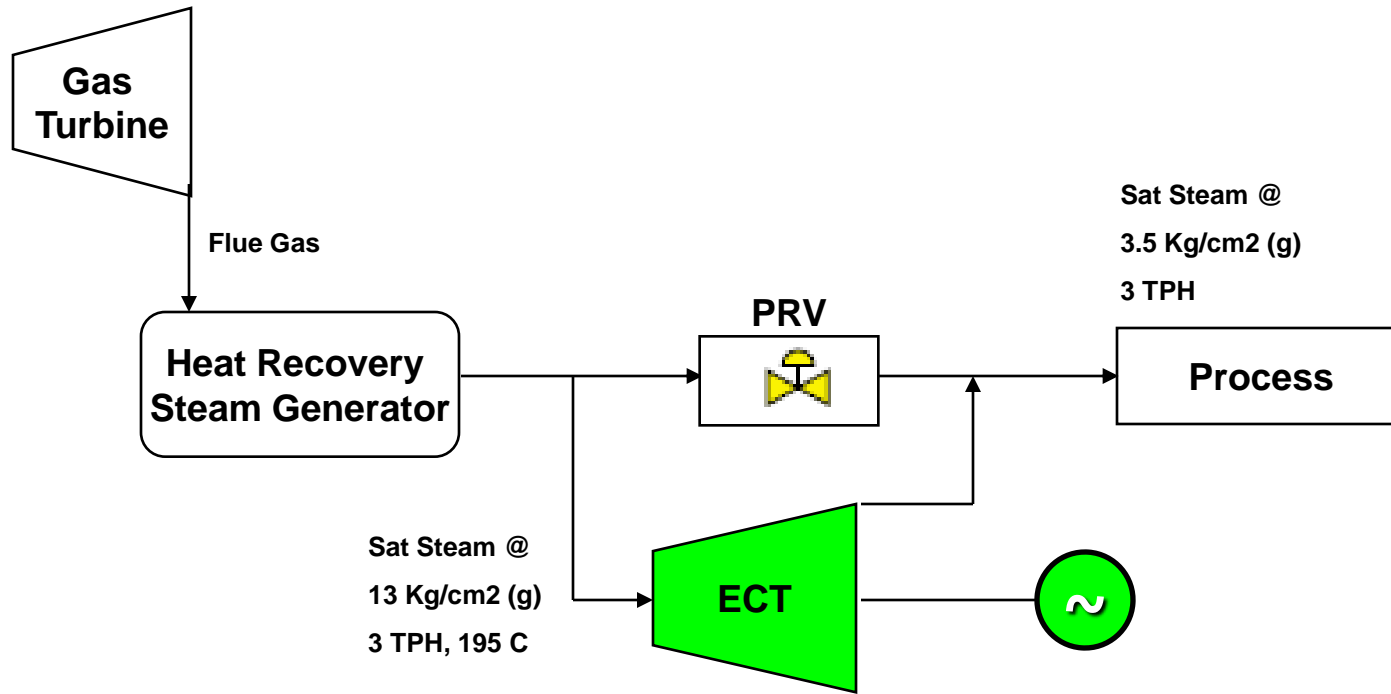 Gas
Turbine
Flue Gas
Heat Recovery
Steam Generator
PRV
Sat Steam @
3.5 Kg/cm2 (g)
3 TPH
Process
Sat Steam @
13 Kg/cm2 (g)
3 TPH, 195 C
ECT
~